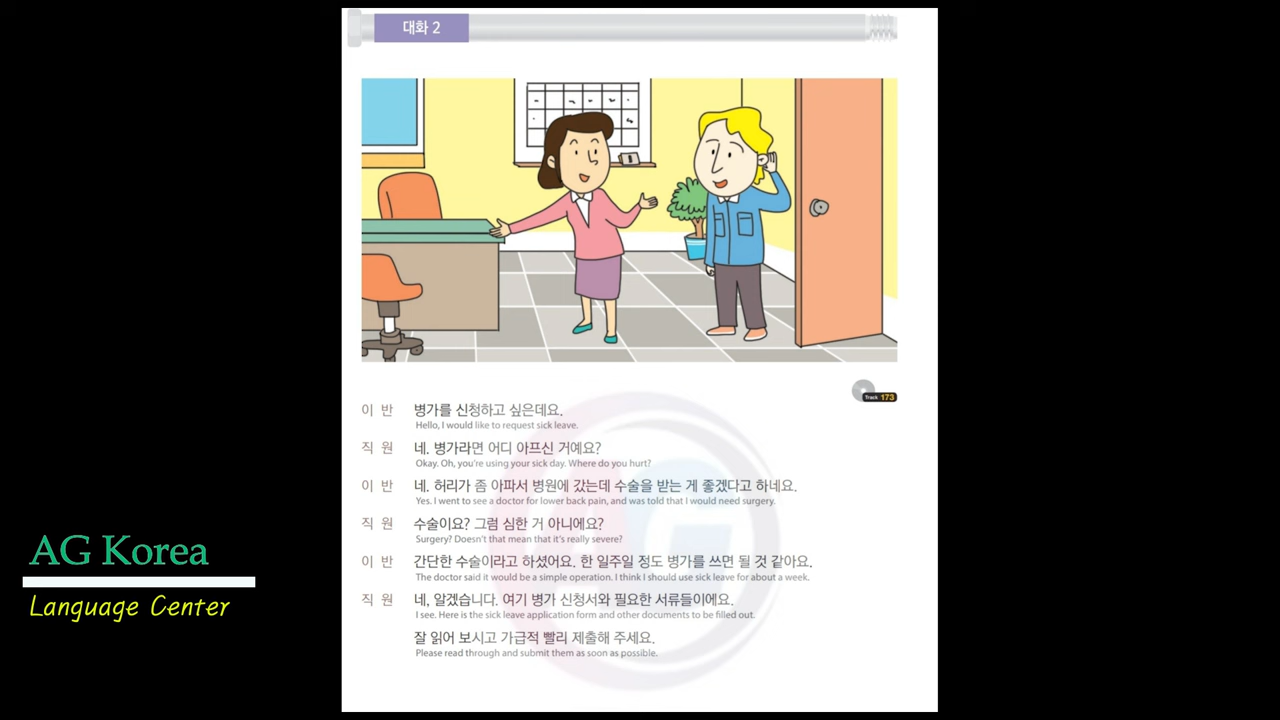 대화 2
Track 173
이 반 병가를 신청하고 싶은데요.
Hello, I would like to request sick leave.
직 원 네. 병가라면 어디 아프신 거예요?
Okay. Oh, you're using your sick day. Where do you hurt?
이 반 네. 허리가 좀 아파서 병원에 갔는데 수술을 받는 게 좋겠다고 하네요.
Yes. I went to see a doctor for lower back pain, and was told that I would need surgery.
직 원 수술이요? 그럼 심한 거 아니에요?
Surgery? Doesn't that mean that it's really severe?
이 반 간단한 수술이라고 하셨어요. 한 일주일 정도 병가를 쓰면 될 것 같아요.
The doctor said it would be a simple operation. I think I should use sick leave for about a week.
직 원 네, 알겠습니다. 여기 병가 신청서와 필요한 서류들이에요.
I see. Here is the sick leave application form and other documents to be filled out.
잘 읽어 보시고 가급적 빨리 제출해 주세요.
Please read through and submit them as soon as possible.
AG Korea
Language Center